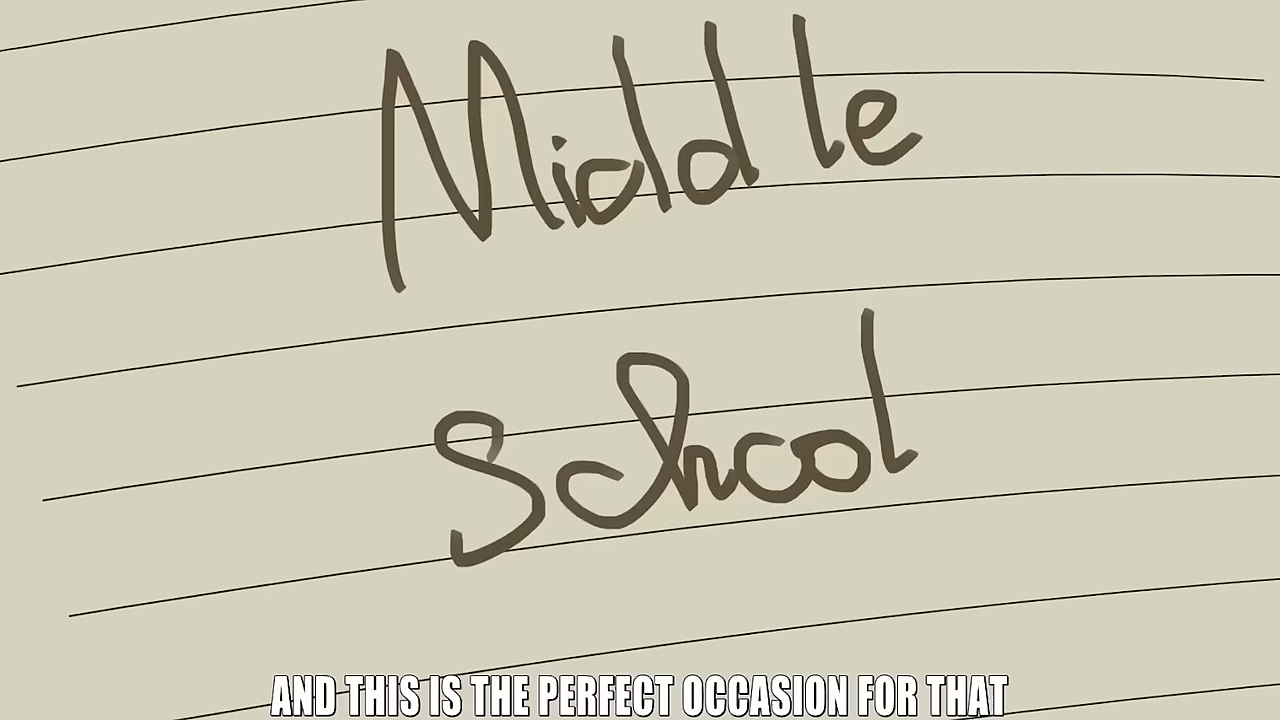 Middle
School
AND THIS IS THE PERFECT OCCASION FOR THAT